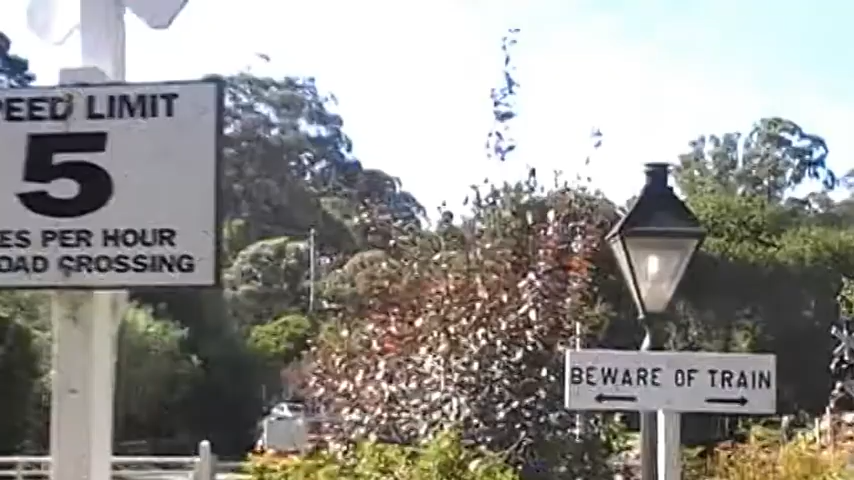 PEED LIMIT
5
ES PER HOUR
OAD CROSSING
BEWARE OF TRAIN